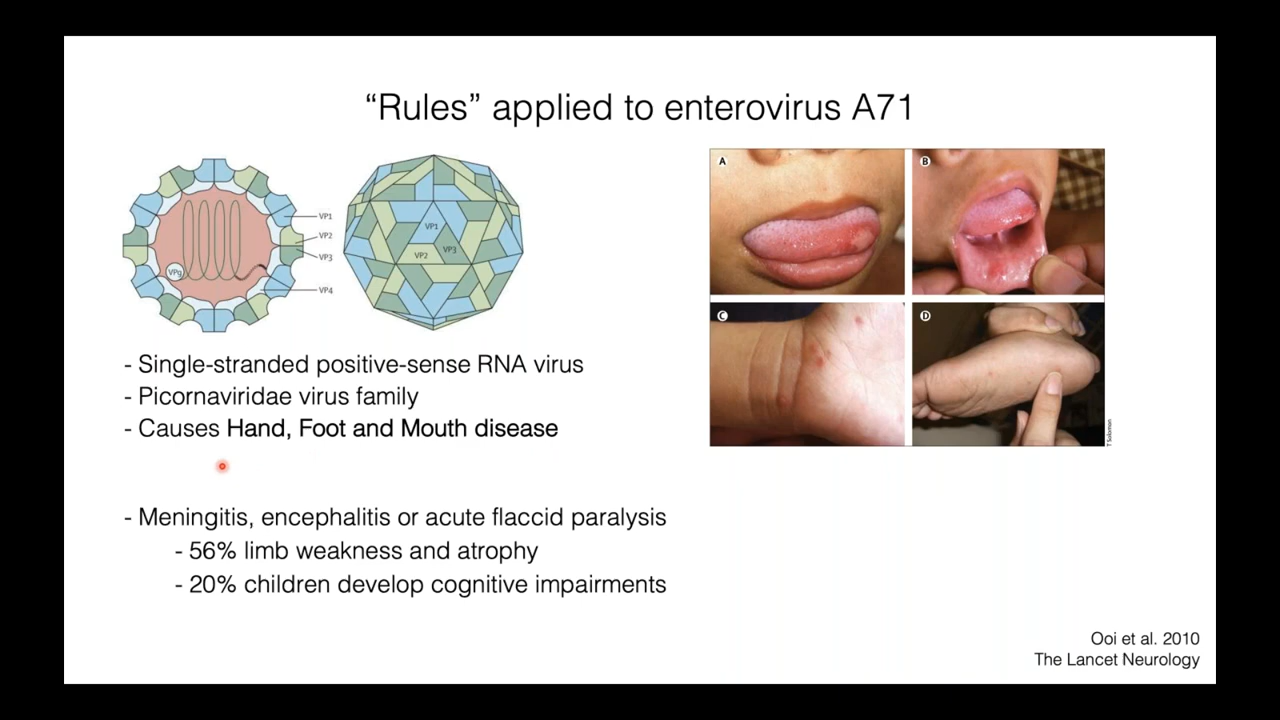 “Rules” applied to enterovirus A71
VP1
VP2
VP3
VP4
VPg
VP1
VP2
VP3
A
B
C
D
T Solomon
- Single-stranded positive-sense RNA virus
- Picornaviridae virus family
- Causes Hand, Foot and Mouth disease
- Meningitis, encephalitis or acute flaccid paralysis
- 56% limb weakness and atrophy
- 20% children develop cognitive impairments
Ooi et al. 2010
The Lancet Neurology